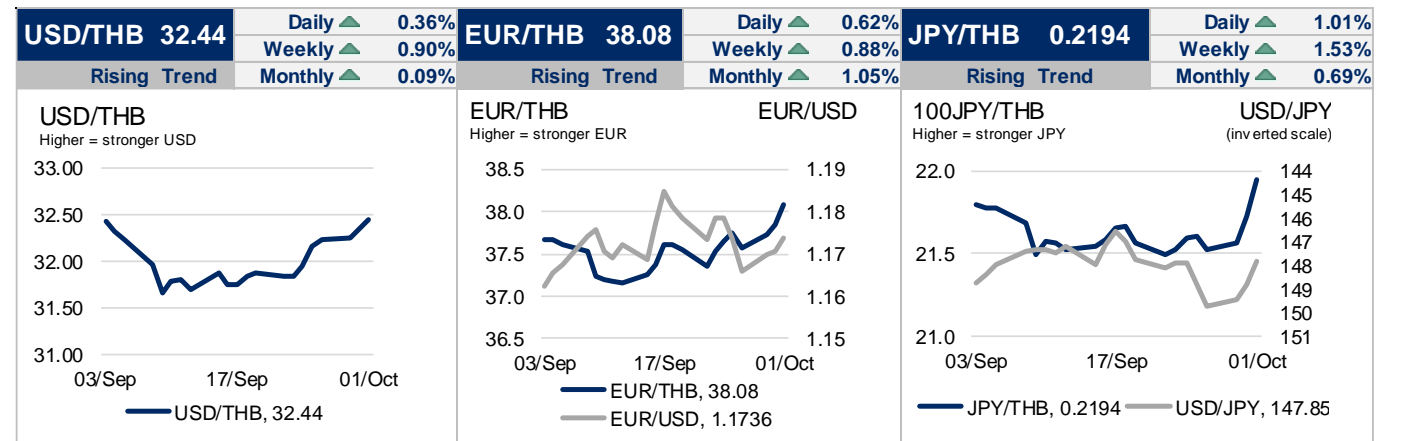 USD/THB 32.44
Daily 0.36%
Weekly 0.90%
Rising Trend
Monthly 0.09%
USD/THB
Higher = stronger USD
33.00
32.50
32.00
31.50
31.00
03/Sep 17/Sep 01/Oct
USD/THB, 32.44
EUR/THB 38.08
Daily 0.62%
Weekly 0.88%
Rising Trend
Monthly 1.05%
EUR/THB EUR/USD
Higher = stronger EUR
38.5 1.19
38.0 1.18
37.5 1.17
37.0 1.16
36.5 1.15
03/Sep 17/Sep 01/Oct
EUR/THB, 38.08
EUR/USD, 1.1736
JPY/THB 0.2194
Daily 1.01%
Weekly 1.53%
Rising Trend
Monthly 0.69%
100JPY/THB USD/JPY
Higher = stronger JPY (inverted scale)
22.0 144
145
146
147
21.5 148
149
150
21.0 151
03/Sep 17/Sep 01/Oct
JPY/THB, 0.2194 USD/JPY, 147.85